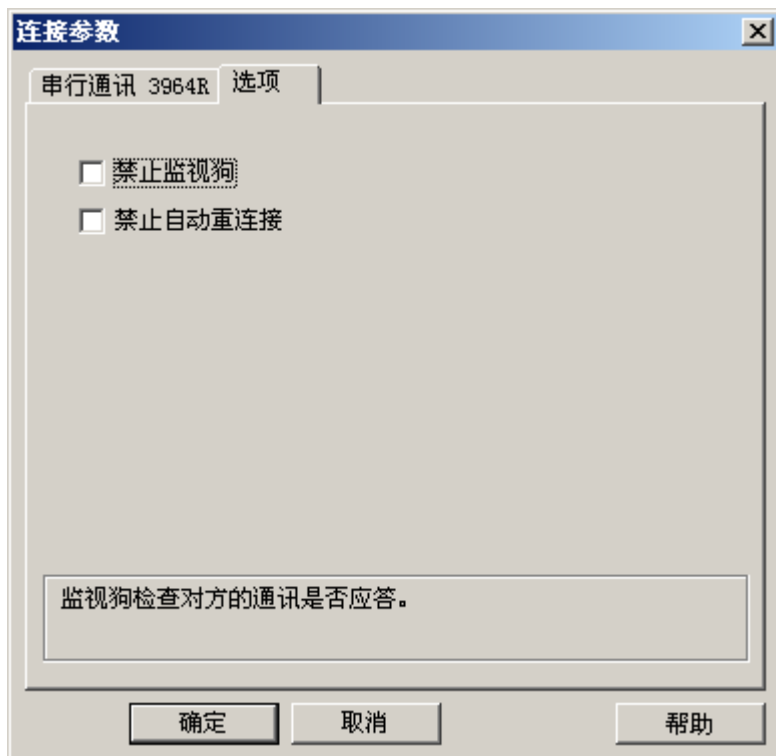 连接参数
串行通讯 3964R 选项
禁止监视狗
禁止自动重连接
监视狗检查对方的通讯是否应答。
确定 取消 帮助